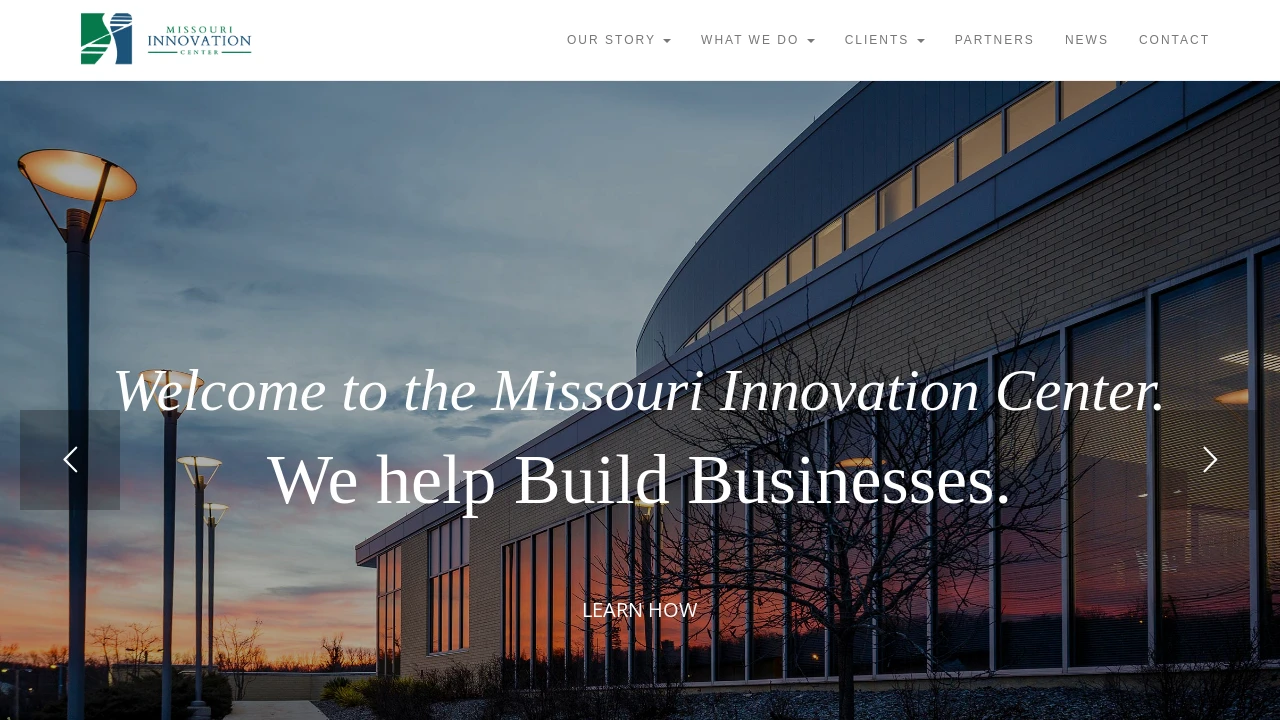 MISSOURI
INNOVATION
CENTER
OUR STORY
WHAT WE DO
CLIENTS
PARTNERS
NEWS
CONTACT
Welcome to the Missouri Innovation Center.
We help Build Businesses.
LEARN HOW